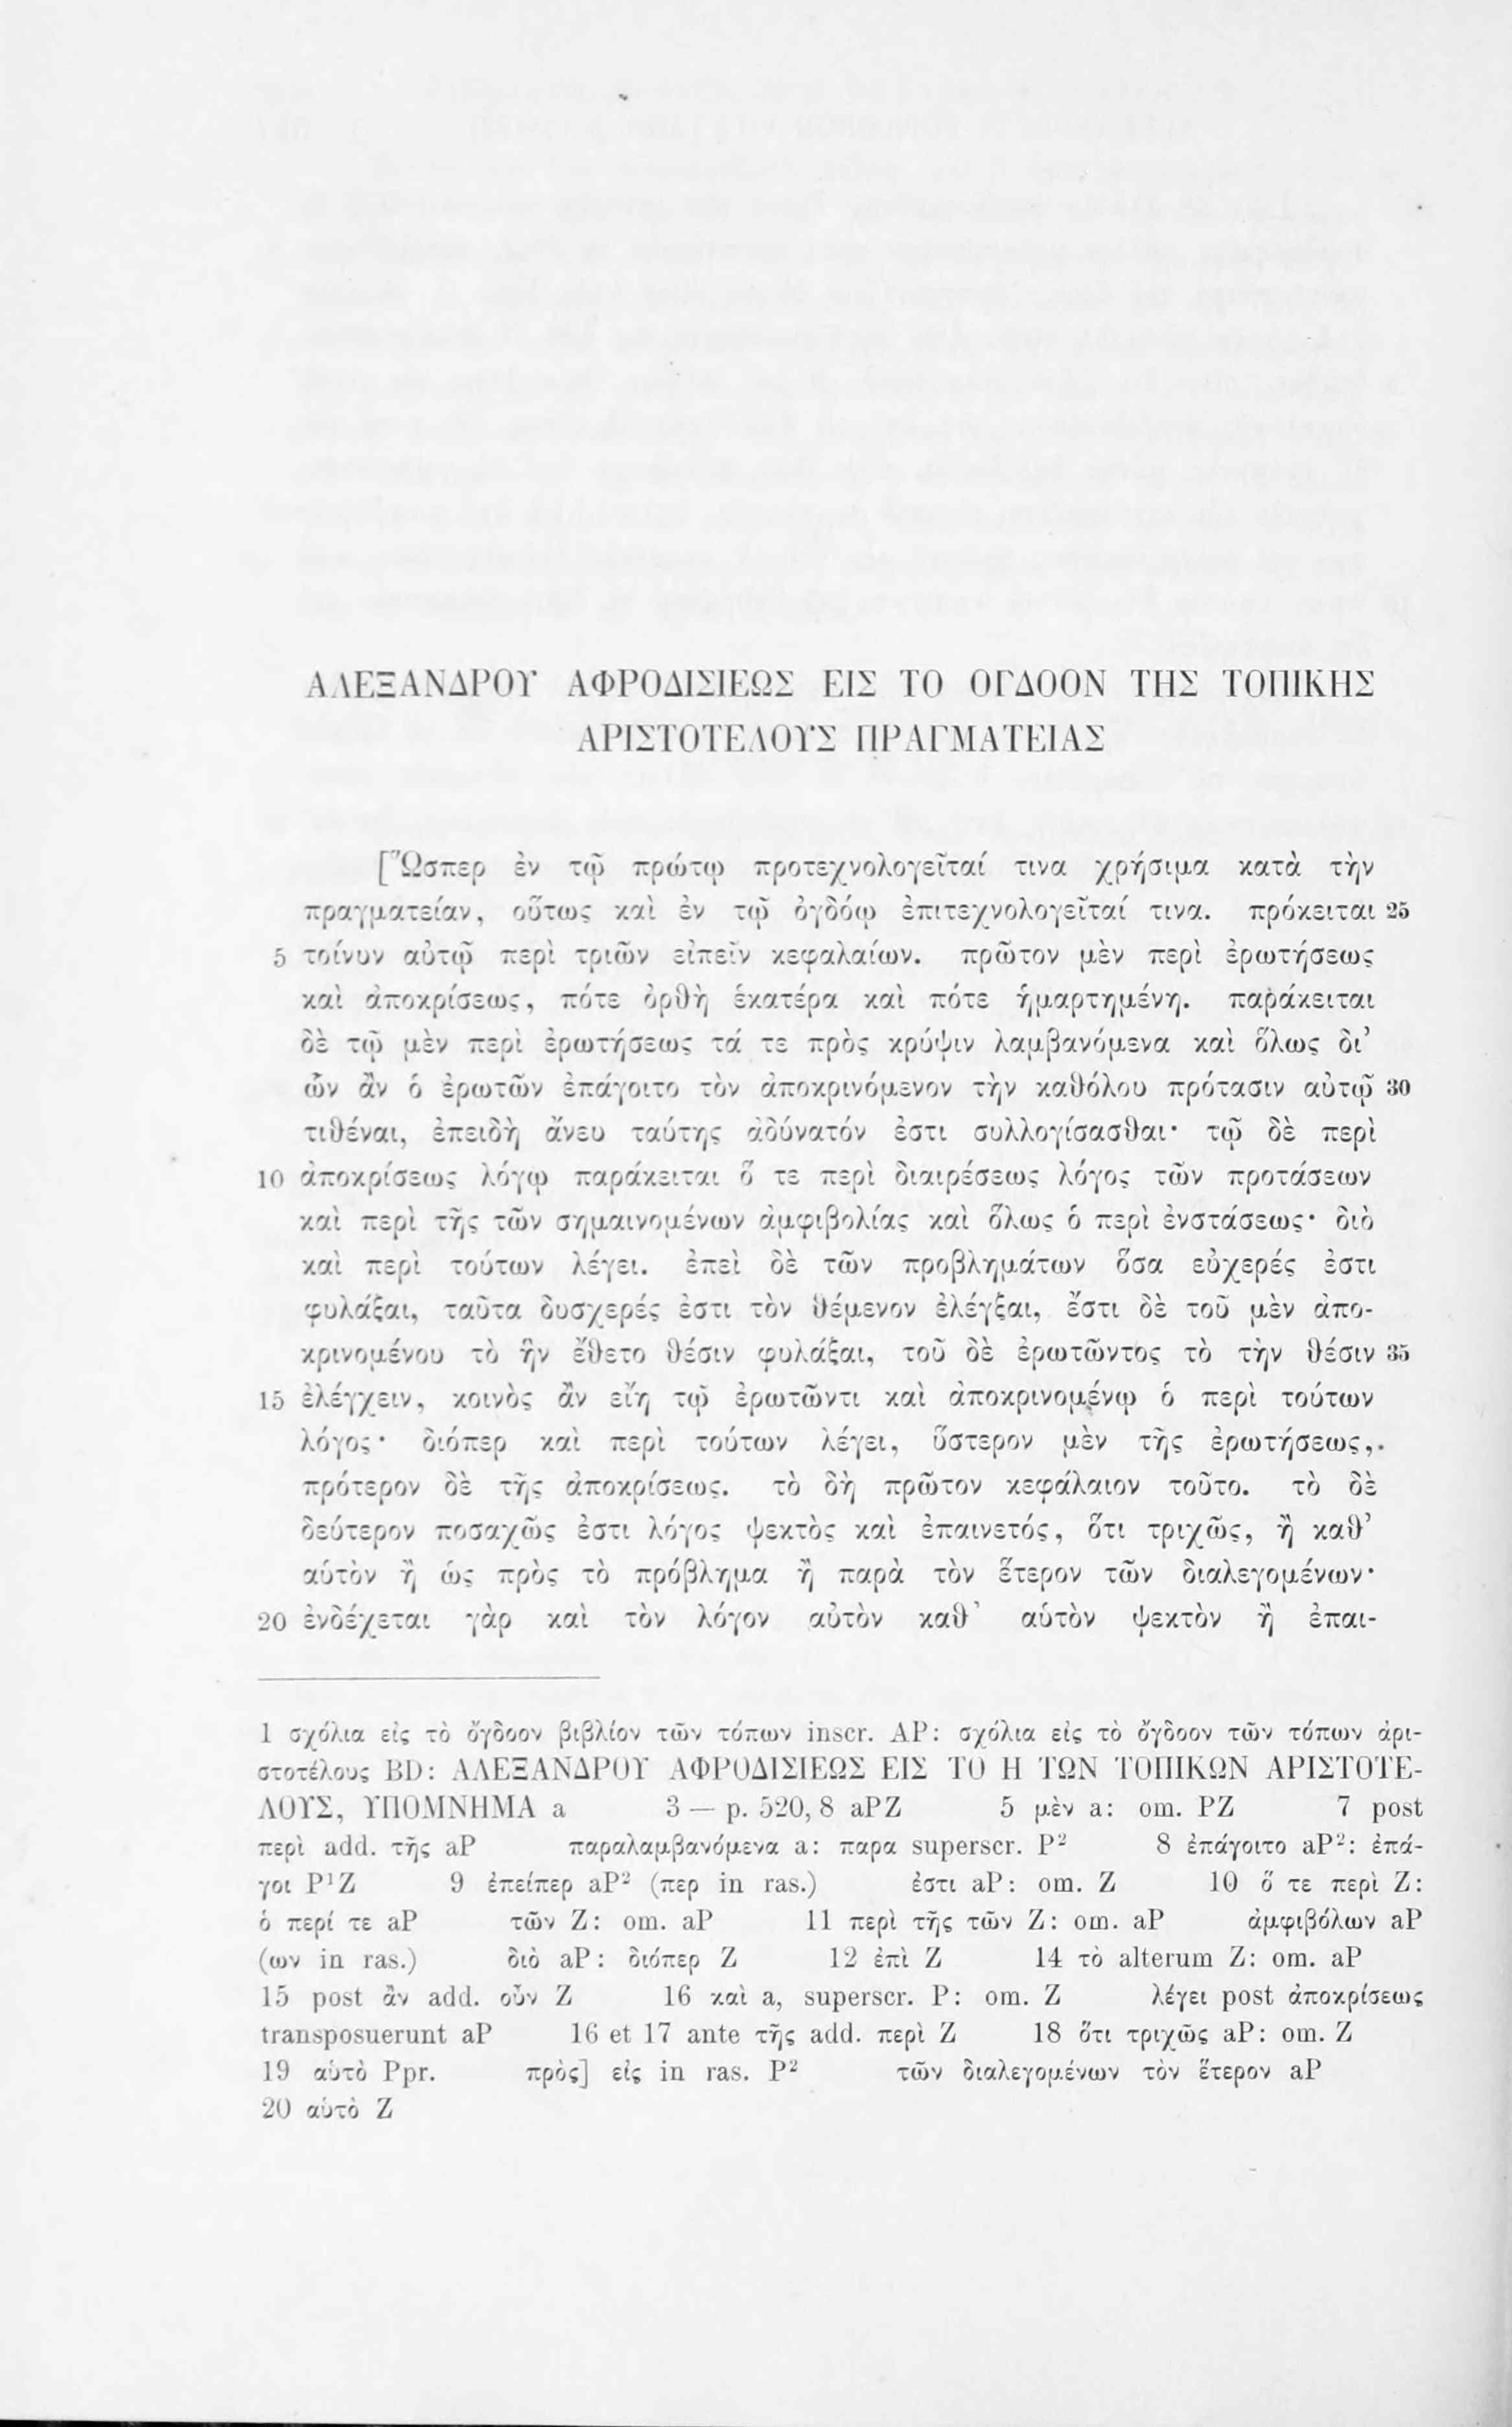 ΑΛΕΞΑΝΔΡΟΥ ΑΦΡΟΔΙΣΙΕΩΣ ΕΙΣ ΤΟ ΟΓΔΟΟΝ ΤΗΣ ΤΟΠΙΚΗΣ
ΑΡΙΣΤΟΤΕΛΟΥΣ ΠΡΑΓΜΑΤΕΙΑΣ
[Ὥσπερ ἐν τῷ πρώτῳ προτεχνολογεῖταί τινα χρήσιμα κατὰ τὴν
πραγματείαν, οὕτως καὶ ἐν τῷ ὀγδόῳ ἐπιτεχνολογεῖταί τινα. πρόκειται 25
5 τοίνυν αὐτῷ περὶ τριῶν εἰπεῖν κεφαλαίων. πρῶτον μὲν περὶ ἐρωτήσεως
καὶ ἀποκρίσεως, πότε ὀρθὴ ἑκατέρα καὶ πότε ἡμαρτημένη. παράκειται
δὲ τῷ μὲν περὶ ἐρωτήσεως τά τε πρὸς κρύψιν λαμβανόμενα καὶ ὅλως δι’
ὧν ἂν ὁ ἐρωτῶν ἐπάγοιτο τὸν ἀποκρινόμενον τὴν καθόλου πρότασιν αὐτῷ 30
τιθέναι, ἐπειδὴ ἄνευ ταύτης ἀδύνατόν ἐστι συλλογίσασθαι· τῷ δὲ περὶ
10 ἀποκρίσεως λόγῳ παράκειται ὅ τε περὶ διαιρέσεως λόγος τῶν προτάσεων
καὶ περὶ τῆς τῶν σημαινομένων ἀμφιβολίας καὶ ὅλως ὁ περὶ ἐνστάσεως· διὸ
καὶ περὶ τούτων λέγει. ἐπεὶ δὲ τῶν προβλημάτων ὅσα εὐχερές ἐστι
φυλάξαι, ταῦτα δυσχερές ἐστι τὸν θέμενον ἐλέγξαι, ἔστι δὲ τοῦ μὲν ἀπο-
κρινομένου τὸ ἣν ἔθετο θέσιν φυλάξαι, τοῦ δὲ ἐρωτῶντος τὸ τὴν θέσιν 35
15 ἐλέγχειν, κοινὸς ἂν εἴη τῷ ἐρωτῶντι καὶ ἀποκρινομένῳ ὁ περὶ τούτων
λόγος· διόπερ καὶ περὶ τούτων λέγει, ὕστερον μὲν τῆς ἐρωτήσεως,
πρότερον δὲ τῆς ἀποκρίσεως. τὸ δὴ πρῶτον κεφάλαιον τοῦτο. τὸ δὲ
δεύτερον ποσαχῶς ἐστι λόγος ψεκτὸς καὶ ἐπαινετός, ὅτι τριχῶς, ἢ καθ’
αὑτὸν ἢ ὡς πρὸς τὸ πρόβλημα ἢ παρὰ τὸν ἕτερον τῶν διαλεγομένων·
20 ἐνδέχεται γὰρ καὶ τὸν λόγον αὐτὸν καθ’ αὑτὸν ψεκτὸν ἢ ἐπαι-
1 σχόλια εἰς τὸ ὄγδοον βιβλίον τῶν τόπων inscr. AP: σχόλια εἰς τὸ ὄγδοον τῶν τόπων ἀρι-
στοτέλους BD: ΑΛΕΞΑΝΔΡΟΥ ΑΦΡΟΔΙΣΙΕΩΣ ΕΙΣ ΤΟ Η ΤΩΝ ΤΟΠΙΚΩΝ ΑΡΙΣΤΟΤΕ-
ΛΟΥΣ, ΥΠΟΜΝΗΜΑ a 3 — p. 520, 8 aPZ 5 μὲν a: om. PZ 7 post
περὶ add. τῆς aP παραλαμβανόμενα a: παρα superscr. P² 8 ἐπάγοιτο aP²: ἐπά-
γοι P¹Z 9 ἐπείπερ aP² (περ in ras.) ἐστι aP: om. Z 10 ὅ τε περὶ Z:
ὁ περί τε aP τῶν Z: om. aP 11 περὶ τῆς τῶν Z: om. aP ἀμφιβόλων aP
(ων in ras.) διὸ aP: διόπερ Z 12 ἐπὶ Z 14 τὸ alterum Z: om. aP
15 post ἂν add. οὖν Z 16 καὶ a, superscr. P: om. Z λέγει post ἀποκρίσεως
transposuerunt aP 16 et 17 ante τῆς add. περὶ Z 18 ὅτι τριχῶς aP: om. Z
19 αὑτὸ Ppr. πρὸς] εἰς in ras. P² τῶν διαλεγομένων τὸν ἕτερον aP
20 αὑτὸ Z